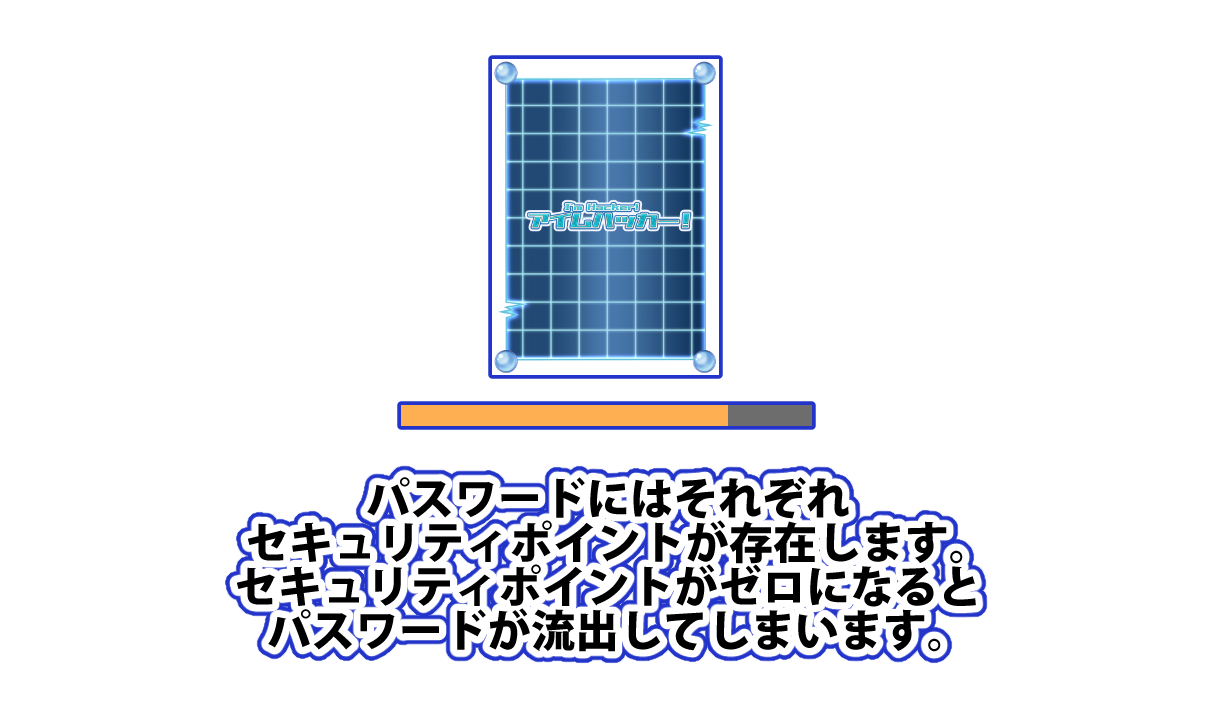 I'm Hacker!
アイムハッカー！
パスワードにはそれぞれ
セキュリティポイントが存在します。
セキュリティポイントがゼロになると
パスワードが流出してしまいます。